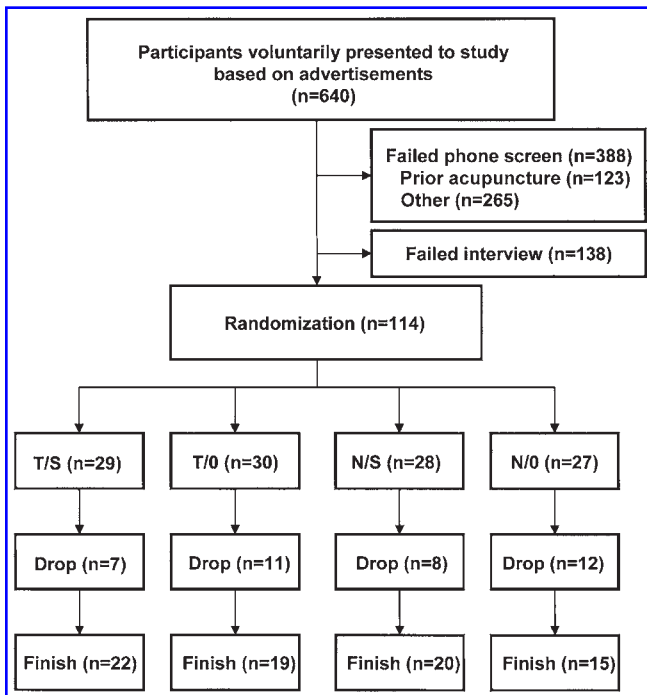 Participants voluntarily presented to study
based on advertisements
(n=640)
Failed phone screen (n=388)
Prior acupuncture (n=123)
Other (n=265)
Failed interview (n=138)
Randomization (n=114)
T/S (n=29)
T/0 (n=30)
N/S (n=28)
N/0 (n=27)
Drop (n=7)
Drop (n=11)
Drop (n=8)
Drop (n=12)
Finish (n=22)
Finish (n=19)
Finish (n=20)
Finish (n=15)